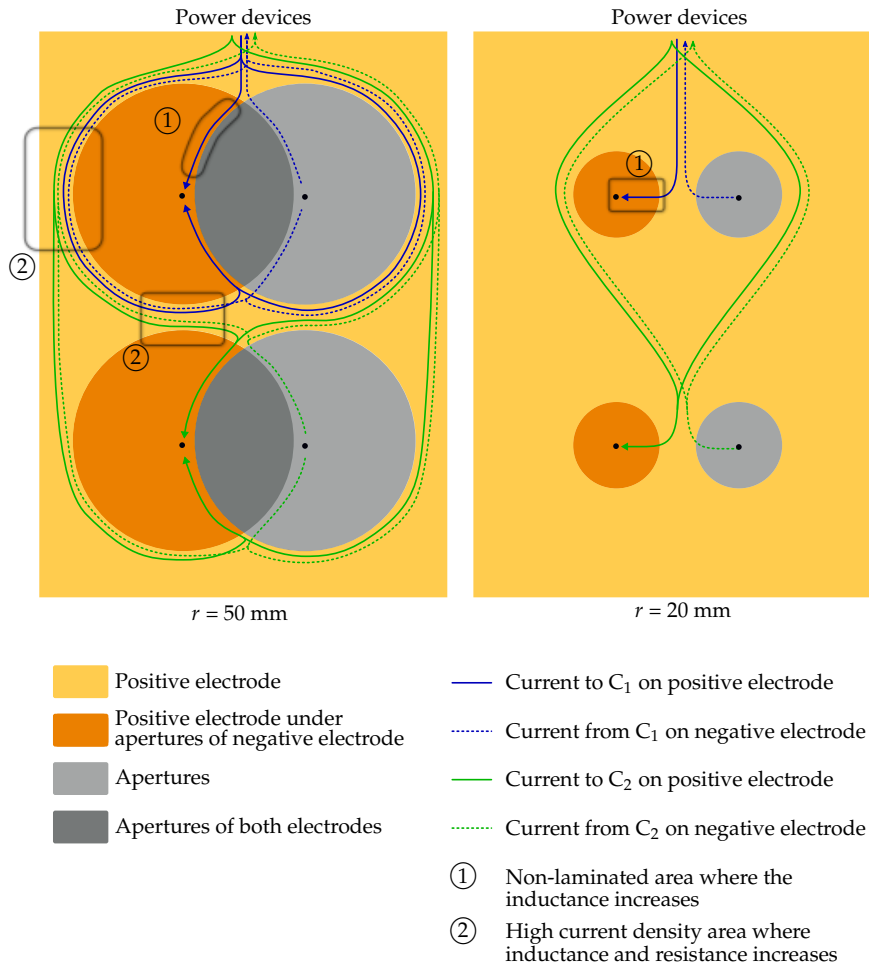 Power devices
Power devices
①
①
②
②
r = 50 mm
r = 20 mm
Positive electrode
Positive electrode under
apertures of negative electrode
Apertures
Apertures of both electrodes
Current to C₁ on positive electrode
Current from C₁ on negative electrode
Current to C₂ on positive electrode
Current from C₂ on negative electrode
① Non-laminated area where the
inductance increases
② High current density area where
inductance and resistance increases